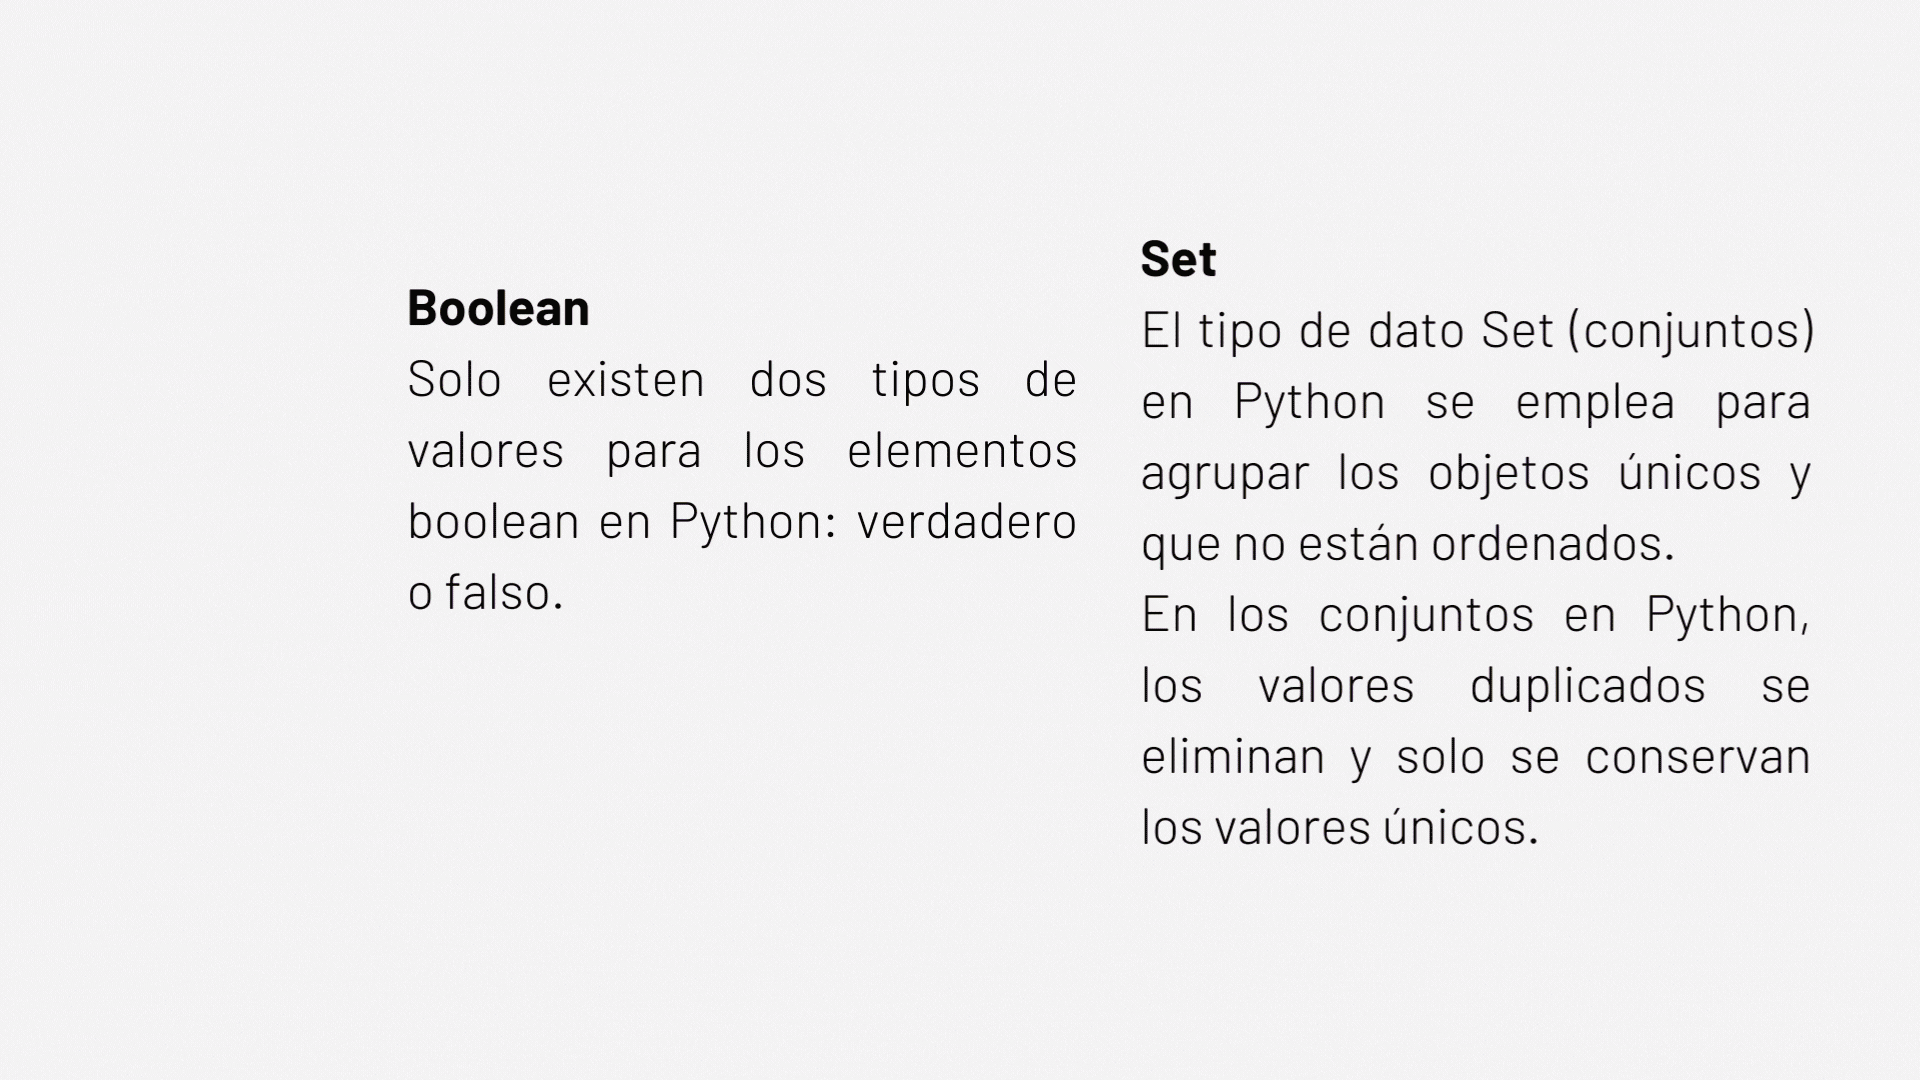 Boolean
Solo existen dos tipos de
valores para los elementos
boolean en Python: verdadero
o falso.
Set
El tipo de dato Set (conjuntos)
en Python se emplea para
agrupar los objetos únicos y
que no están ordenados.
En los conjuntos en Python,
los valores duplicados se
eliminan y solo se conservan
los valores únicos.